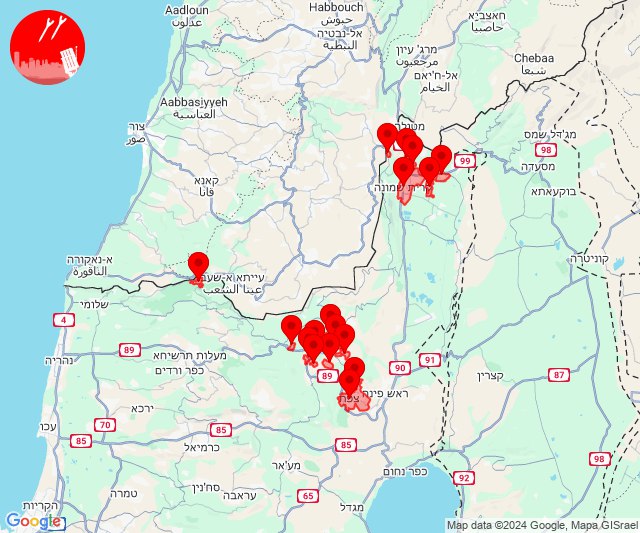 Adloun
عدلون
Habbouch
حبوش
אל-נבטיה
النبطية
חאצביא
حاصبيا
מרג' עיון
مرجعيون
Chebaa
شبعا
אל-ח'יאם
الخيام
Aabbasiyyeh
العباسية
צור
صور
מטולה
מג'דל שמס
98
99
מסעדה
קאנא
قانا
קרית שמונה
בוקעאתא
א-נאקורה
الناقورة
עייתא א-שעב
عيتا الشعب
קוניטרה
שלומי
4
נהריה
89
מעלות תרשיחא
כפר ורדים
91
90
89
87
קצרין
ראש פינה
צפת
ירכא
70
עכו
85
85
כרמיאל
85
כפר נחום
98
92
מע'אר
סח'נין
65
עראבה
טמרה
מגדל
הקריות
Google
Map data ©2024 Google, Mapa GISrael